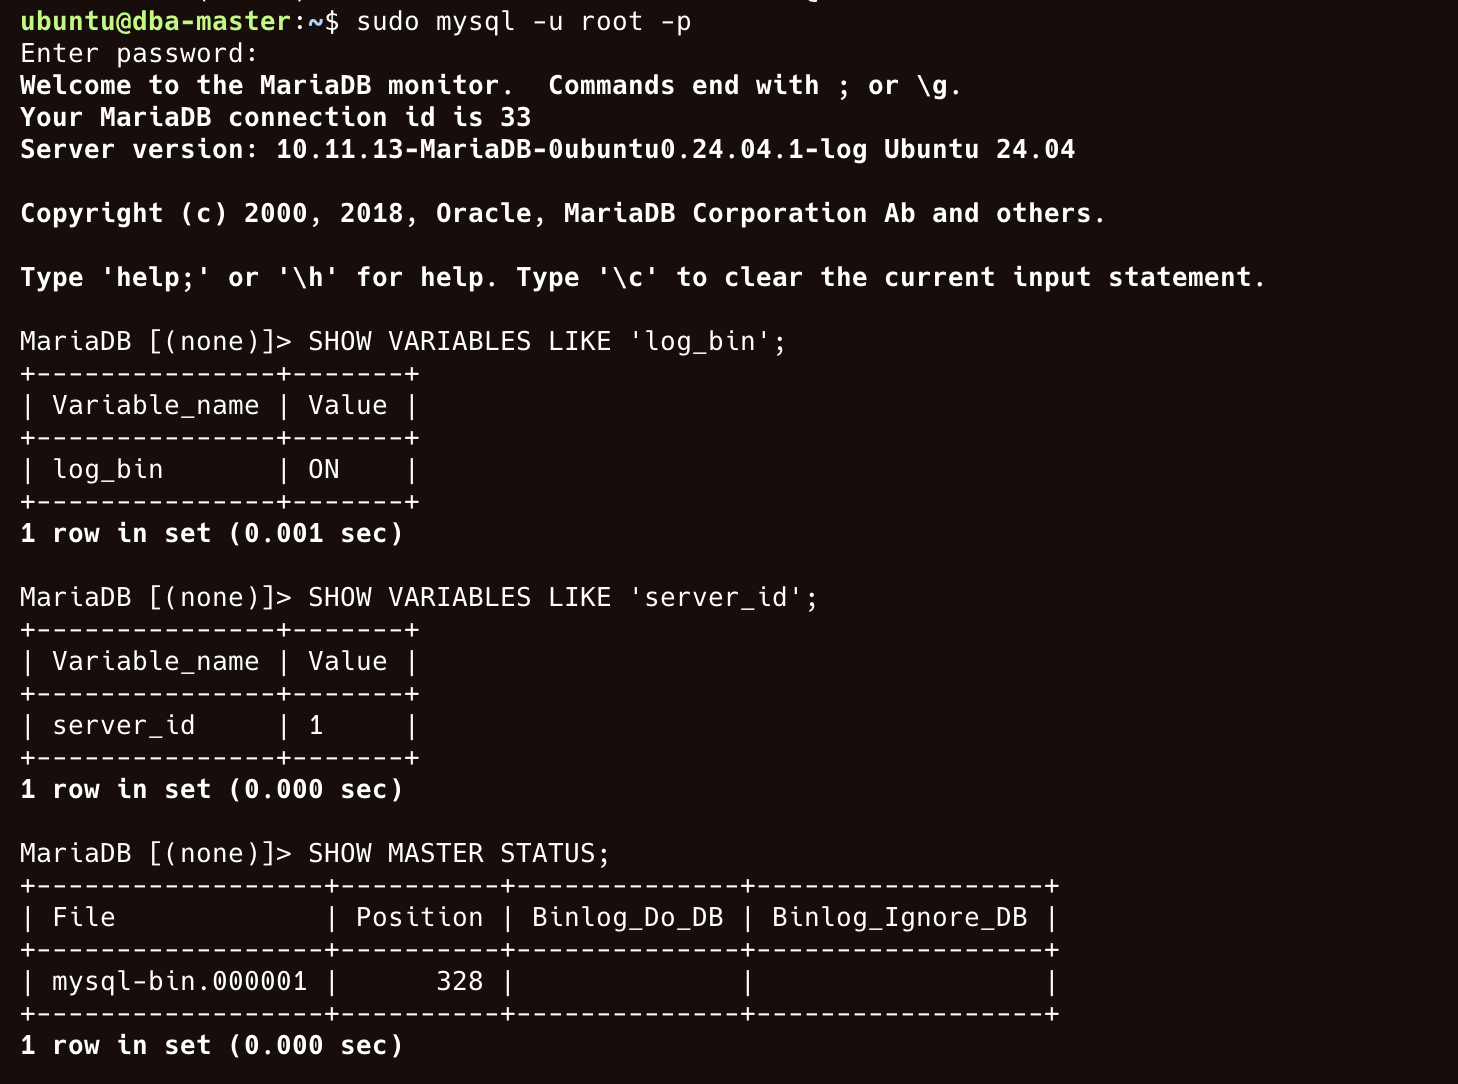 ubuntu@dba-master:~$ sudo mysql -u root -p
Enter password:
Welcome to the MariaDB monitor.  Commands end with ; or \g.
Your MariaDB connection id is 33
Server version: 10.11.13-MariaDB-0ubuntu0.24.04.1-log Ubuntu 24.04

Copyright (c) 2000, 2018, Oracle, MariaDB Corporation Ab and others.

Type 'help;' or '\h' for help. Type '\c' to clear the current input statement.

MariaDB [(none)]> SHOW VARIABLES LIKE 'log_bin';
+---------------+-------+
| Variable_name | Value |
+---------------+-------+
| log_bin       | ON    |
+---------------+-------+
1 row in set (0.001 sec)

MariaDB [(none)]> SHOW VARIABLES LIKE 'server_id';
+---------------+-------+
| Variable_name | Value |
+---------------+-------+
| server_id     | 1     |
+---------------+-------+
1 row in set (0.000 sec)

MariaDB [(none)]> SHOW MASTER STATUS;
+------------------+----------+--------------+------------------+
| File             | Position | Binlog_Do_DB | Binlog_Ignore_DB |
+------------------+----------+--------------+------------------+
| mysql-bin.000001 |      328 |              |                  |
+------------------+----------+--------------+------------------+
1 row in set (0.000 sec)